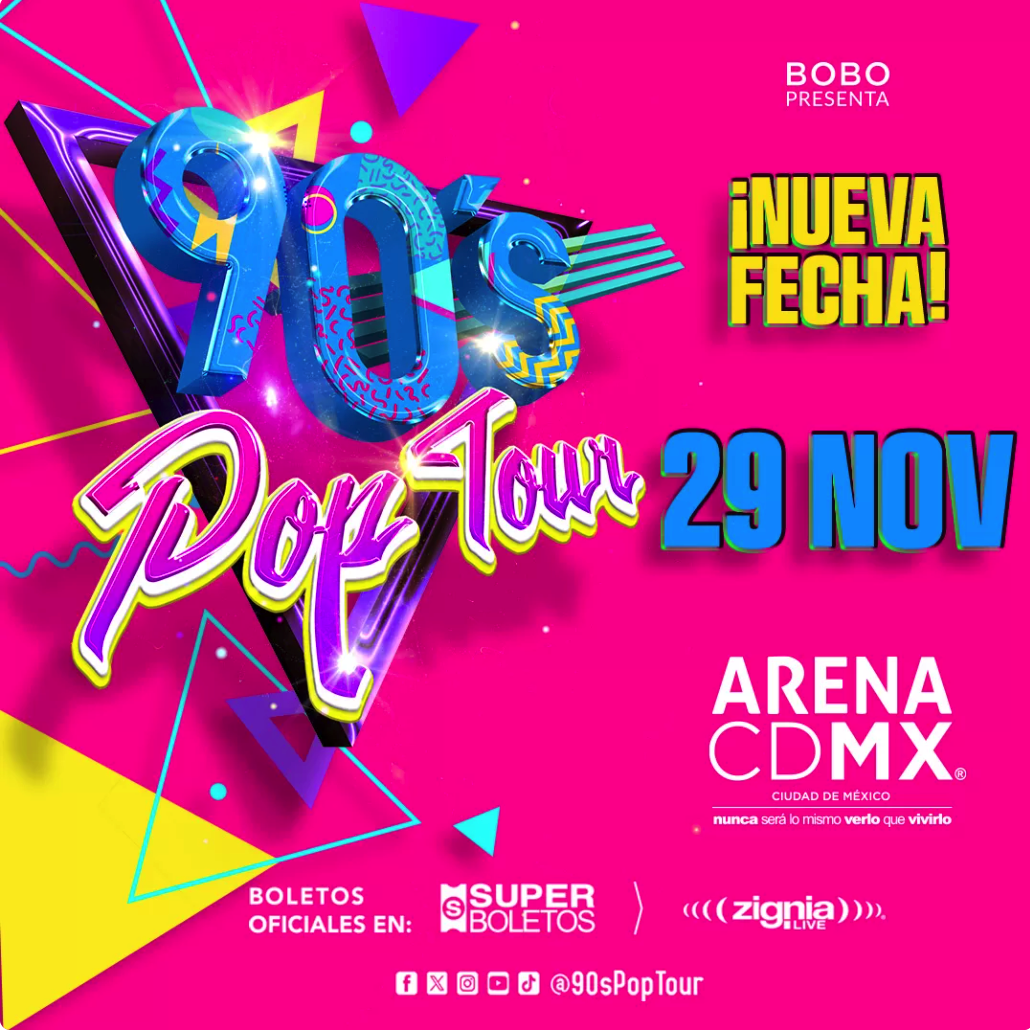 BOBO
PRESENTA
90's
Pop Tour
¡NUEVA
FECHA!
29 NOV
ARENA
CDMX®
CIUDAD DE MÉXICO
nunca será lo mismo verlo que vivirlo
BOLETOS
OFICIALES EN:
SUPER
BOLETOS
zignia
LIVE
@90sPopTour